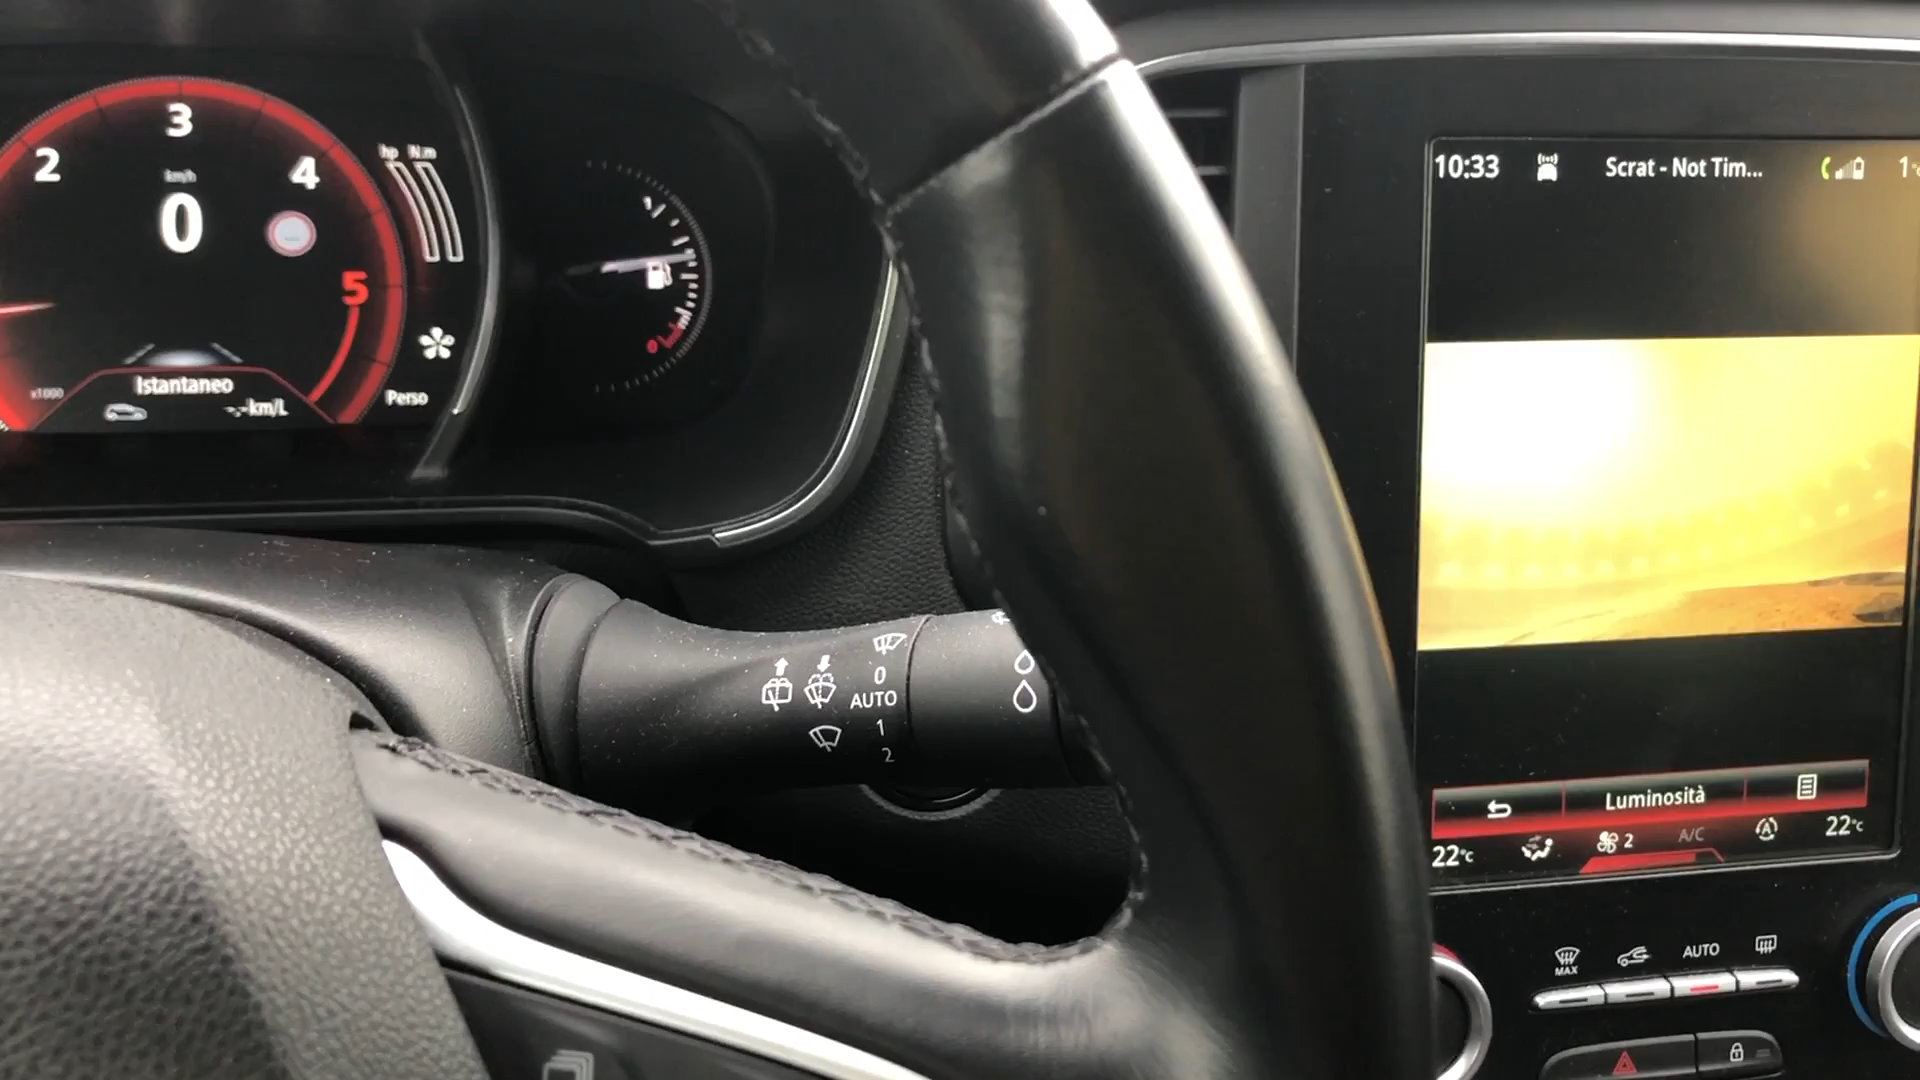 2
3
4
5
km/h
0
hp N.m
x1000
Istantaneo
-.-km/L
Perso
0
0
AUTO
1
2
10:33
Scrat - Not Tim...
Luminosità
22°c
2
A/C
22°c
MAX
AUTO